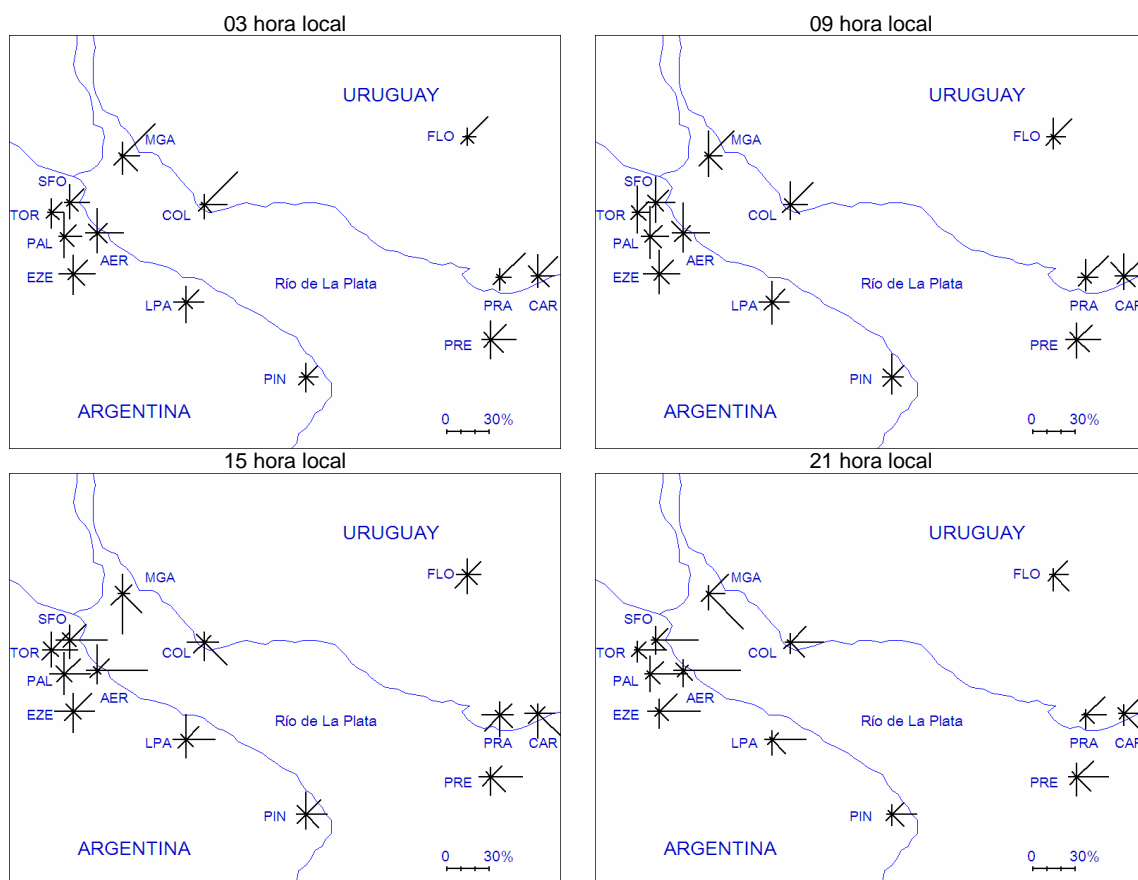 03 hora local
09 hora local
URUGUAY
MGA
FLO
SFO
TOR
COL
PAL
AER
EZE
LPA
Río de La Plata
PRA
CAR
PRE
PIN
ARGENTINA
0 30%
URUGUAY
MGA
FLO
SFO
TOR
COL
PAL
AER
EZE
LPA
Río de La Plata
PRA
CAR
PRE
PIN
ARGENTINA
0 30%
15 hora local
21 hora local
URUGUAY
MGA
FLO
SFO
TOR
COL
PAL
AER
EZE
LPA
Río de La Plata
PRA
CAR
PRE
PIN
ARGENTINA
0 30%
URUGUAY
MGA
FLO
SFO
TOR
COL
PAL
AER
EZE
LPA
Río de La Plata
PRA
CAR
PRE
PIN
ARGENTINA
0 30%